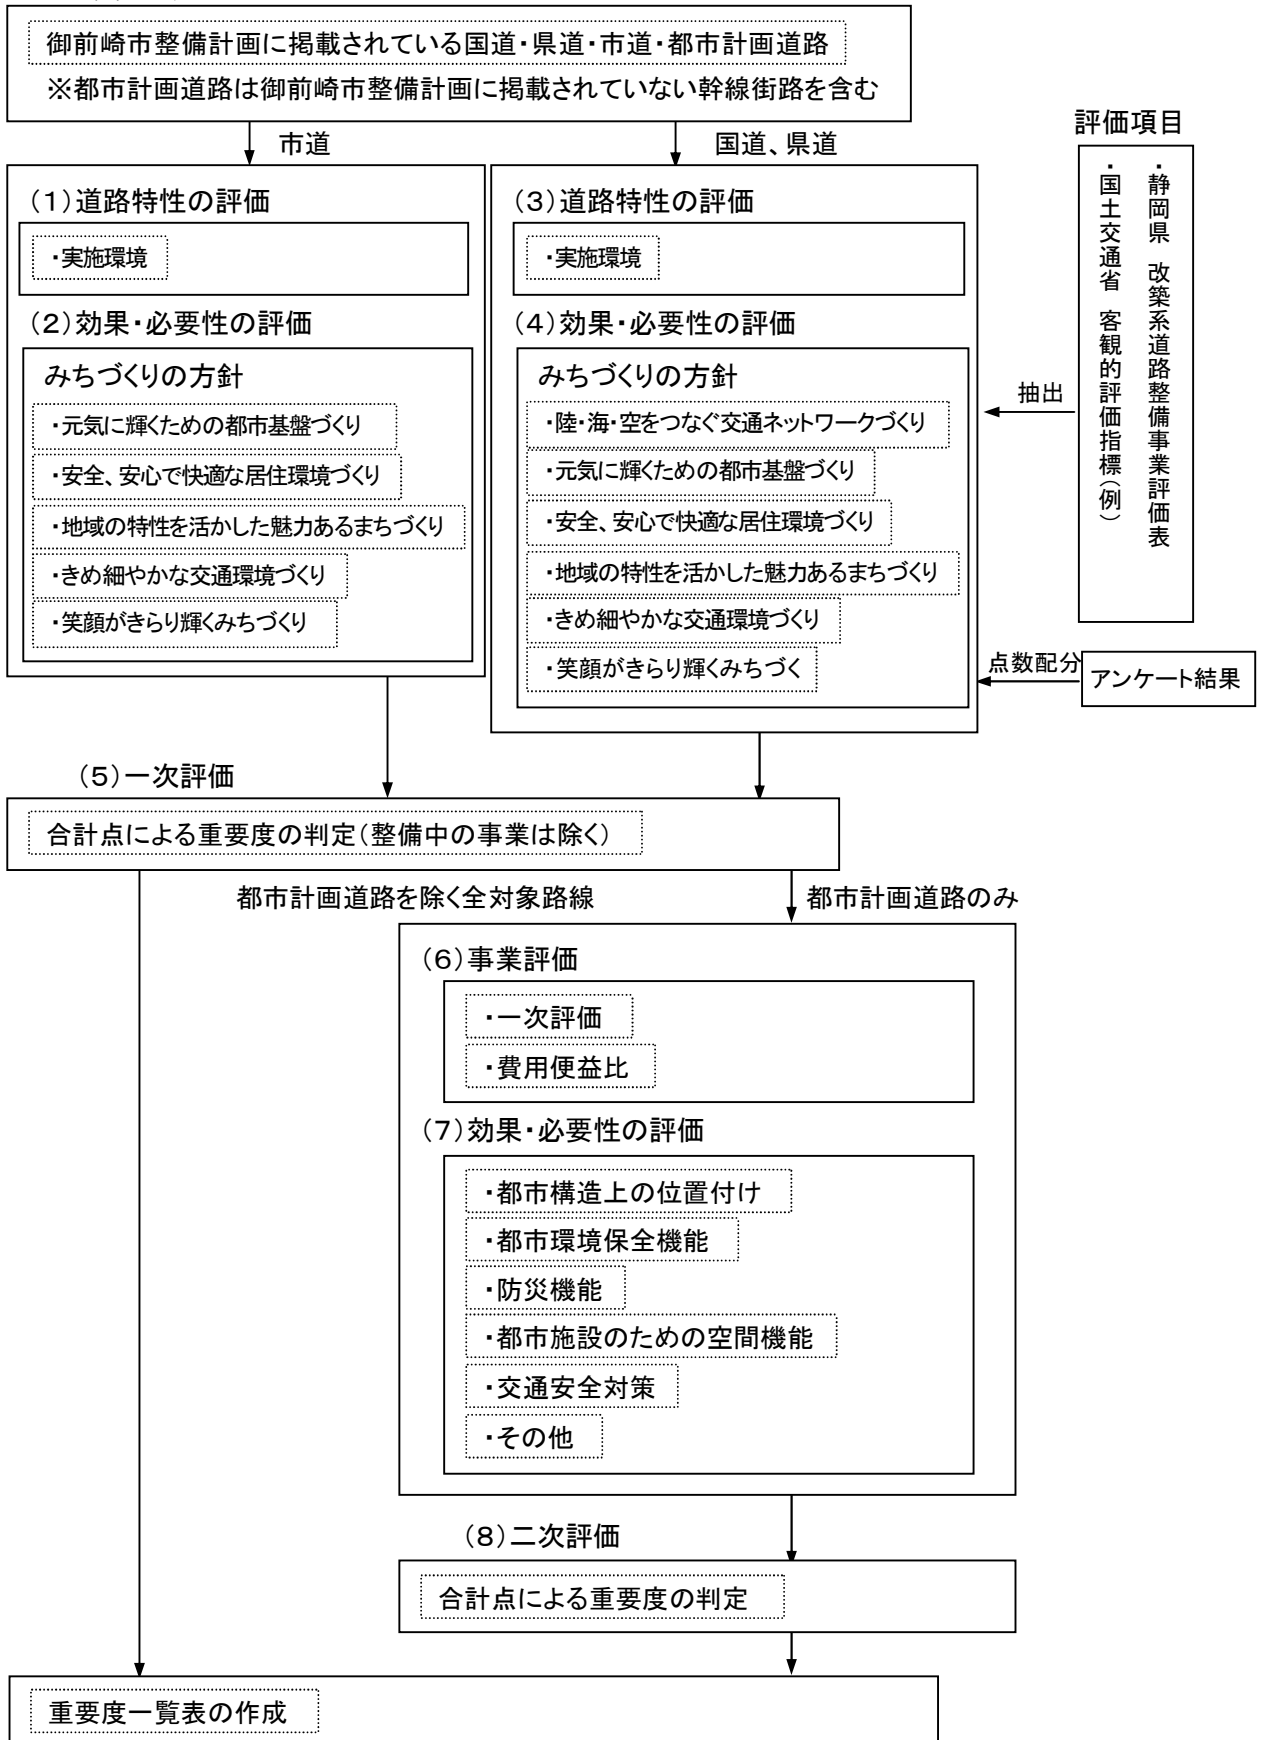 御前崎市整備計画に掲載されている国道・県道・市道・都市計画道路
※都市計画道路は御前崎市整備計画に掲載されていない幹線街路を含む
市道
国道、県道
評価項目
・静岡県 改築系道路整備事業評価表
・国土交通省 客観的評価指標（例）
（1）道路特性の評価
・実施環境
（2）効果・必要性の評価
みちづくりの方針
・元気に輝くための都市基盤づくり
・安全、安心で快適な居住環境づくり
・地域の特性を活かした魅力あるまちづくり
・きめ細やかな交通環境づくり
・笑顔がきらり輝くみちづくり
（3）道路特性の評価
・実施環境
（4）効果・必要性の評価
みちづくりの方針
・陸・海・空をつなぐ交通ネットワークづくり
・元気に輝くための都市基盤づくり
・安全、安心で快適な居住環境づくり
・地域の特性を活かした魅力あるまちづくり
・きめ細やかな交通環境づくり
・笑顔がきらり輝くみちづく
抽出
点数配分
アンケート結果
（5）一次評価
合計点による重要度の判定（整備中の事業は除く）
都市計画道路を除く全対象路線
都市計画道路のみ
（6）事業評価
・一次評価
・費用便益比
（7）効果・必要性の評価
・都市構造上の位置付け
・都市環境保全機能
・防災機能
・都市施設のための空間機能
・交通安全対策
・その他
（8）二次評価
合計点による重要度の判定
重要度一覧表の作成